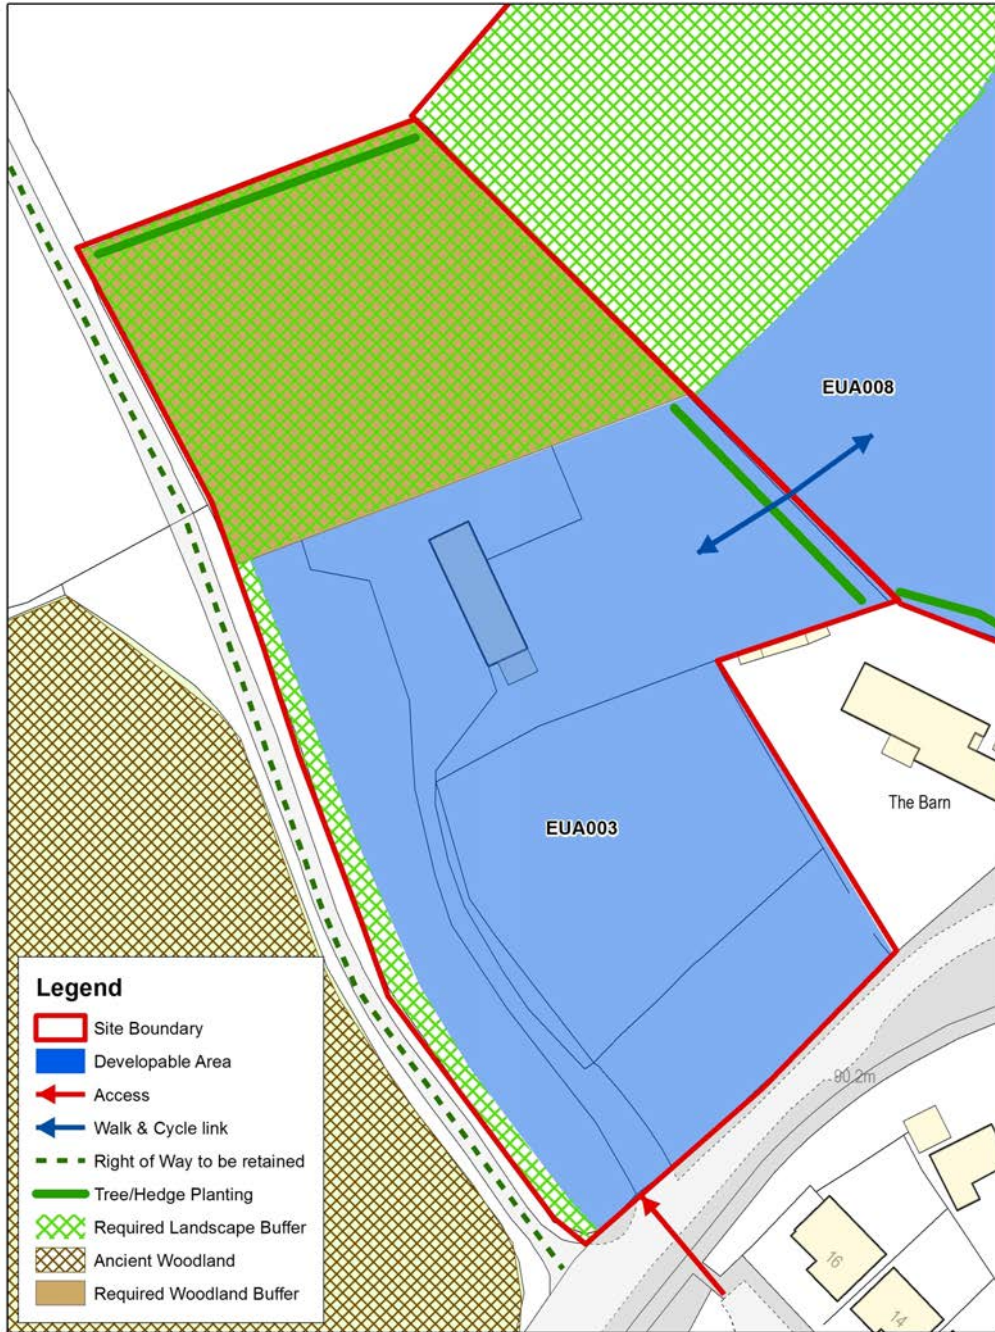 EUA008
The Barn
EUA003
90.2m
16
14
Legend
Site Boundary
Developable Area
Access
Walk & Cycle link
Right of Way to be retained
Tree/Hedge Planting
Required Landscape Buffer
Ancient Woodland
Required Woodland Buffer